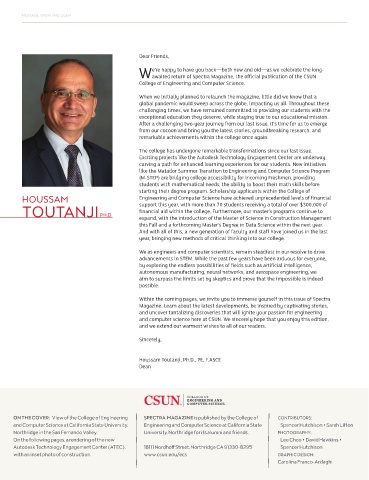 Dear Friends,
We're happy to have you back—both new and old—as we celebrate the long-
awaited return of Spectra Magazine, the official publication of the CSUN
College of Engineering and Computer Science.
When we initially planned to relaunch the magazine, little did we know that a
global pandemic would sweep across the globe, impacting us all. Throughout these
challenging times, we have remained committed to providing our students with the
exceptional education they deserve, while staying true to our educational mission.
After a challenging two-year journey from our last issue, it's time for us to emerge
from our cocoon and bring you the latest stories, groundbreaking research, and
remarkable achievements within the college once again.
The college has undergone remarkable transformations since our last issue.
Exciting projects like the Autodesk Technology Engagement Center are underway,
carving a path for enhanced learning experiences for our students. New initiatives
like the Matador Summer Transition to Engineering and Computer Science Program
(M-STEP) are bridging college accessibility for incoming freshmen, providing
students with mathematical needs, the ability to boost their math skills before
starting their degree program. Scholarship applicants within the College of
Engineering and Computer Science have achieved unprecedented levels of financial
support this year, with more than 70 students receiving a total of over $100,000 of
financial aid within the college. Furthermore, our master's programs continue to
expand, with the introduction of the Master of Science in Construction Management
this Fall and a forthcoming Master's Degree in Data Science within the next year.
And with all of this, a new generation of faculty and staff have joined us in the last
year, bringing new methods of critical thinking into our college.
We as engineers and computer scientists, remain steadfast in our resolve to drive
advancements in STEM. While the past few years have been arduous for everyone,
by exploring the endless possibilities of fields such as artificial intelligence,
autonomous manufacturing, neural networks, and aerospace engineering, we
aim to surpass the limits set by skeptics and prove that the impossible is indeed
possible.
Within the coming pages, we invite you to immerse yourself in this issue of Spectra
Magazine. Learn about the latest developments, be inspired by captivating stories,
and uncover tantalizing discoveries that will ignite your passion for engineering
and computer science here at CSUN. We sincerely hope that you enjoy this edition,
and we extend our warmest wishes to all of our readers.
Sincerely,
Houssam Toutanji, Ph.D., PE, F.ASCE
Dean
HOUSSAM
TOUTANJI PH.D.
CSUN COLLEGE OF
ENGINEERING AND
COMPUTER SCIENCE
ON THE COVER: View of the College of Engineering
and Computer Science at California State University,
Northridge in the San Fernando Valley.
On the following pages, a rendering of the new
Autodesk Technology Engagement Center (ATEC),
with an inset photo of construction.
SPECTRA MAGAZINE is published by the College of
Engineering and Computer Science at California State
University, Northridge for its alumni and friends.
18111 Nordhoff Street, Northridge CA 91330-8295
www.csun.edu/ecs
CONTRIBUTORS:
Spencer Hutchison • Sarah Lifton
PHOTOGRAPHY:
Lee Choo • David Hawkins •
Spencer Hutchison
GRAPHIC DESIGN:
Carolina Franco-Ardaghi